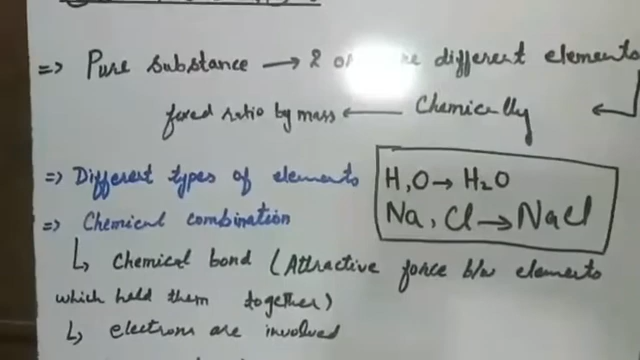 => Pure substance → 2 or different elements
fixed ratio by mass ← Chemically ←
=> Different types of elements
H, O → H₂O
=> Chemical combination
Na, Cl → NaCl
↳ Chemical bond (Attractive force b/w elements
which hold them together)
↳ electrons are involved